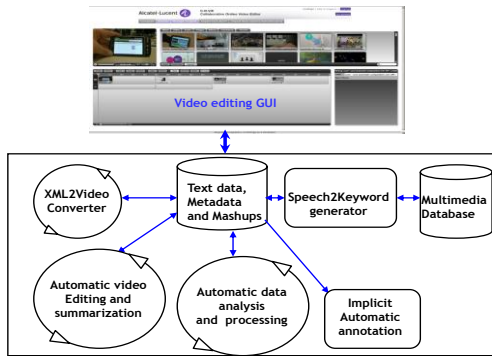 Alcatel·Lucent
Video editing GUI
XML2Video
Converter
Text data,
Metadata
and Mashups
Speech2Keyword
generator
Multimedia
Database
Automatic video
Editing and
summarization
Automatic data
analysis
and processing
Implicit
Automatic
annotation